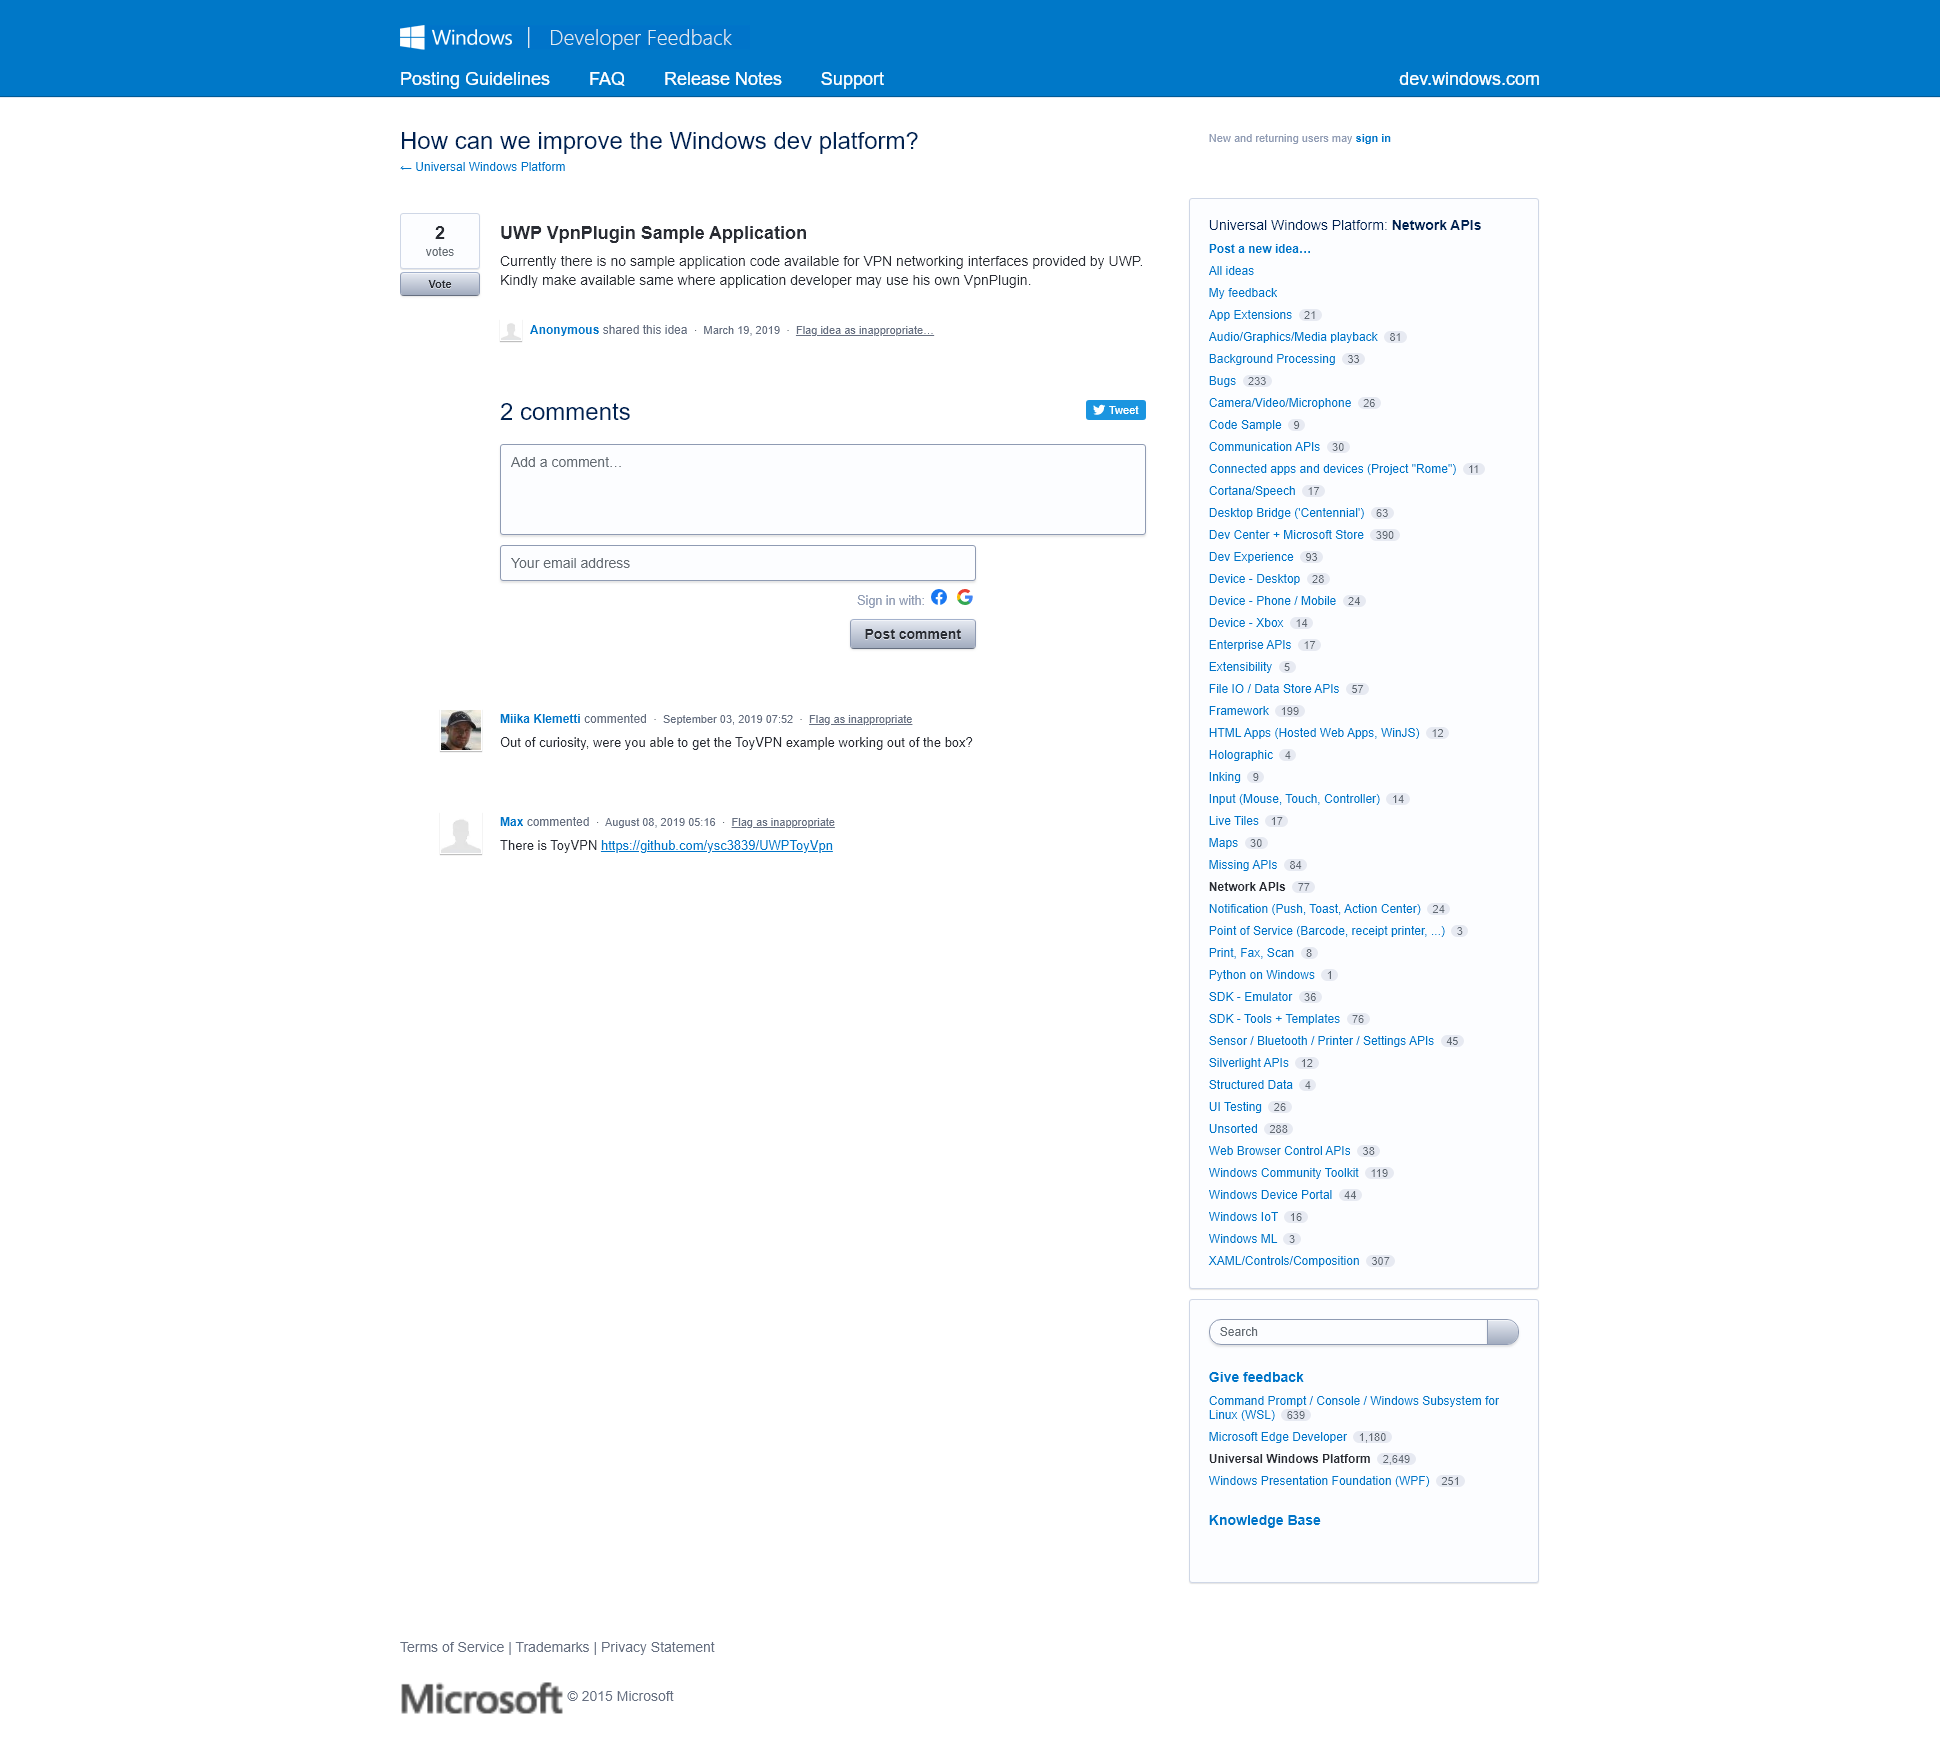 Windows | Developer Feedback
Posting Guidelines FAQ Release Notes Support dev.windows.com
How can we improve the Windows dev platform?
← Universal Windows Platform
New and returning users may sign in
2
votes
Vote
UWP VpnPlugin Sample Application
Currently there is no sample application code available for VPN networking interfaces provided by UWP.
Kindly make available same where application developer may use his own VpnPlugin.
Anonymous shared this idea · March 19, 2019 · Flag idea as inappropriate…
2 comments
Tweet
Add a comment…
Your email address
Sign in with:
Post comment
Miika Klemetti commented · September 03, 2019 07:52 · Flag as inappropriate
Out of curiosity, were you able to get the ToyVPN example working out of the box?
Max commented · August 08, 2019 05:16 · Flag as inappropriate
There is ToyVPN https://github.com/ysc3839/UWPToyVpn
Universal Windows Platform: Network APIs
Post a new idea…
All ideas
My feedback
App Extensions 21
Audio/Graphics/Media playback 81
Background Processing 33
Bugs 233
Camera/Video/Microphone 26
Code Sample 9
Communication APIs 30
Connected apps and devices (Project "Rome") 11
Cortana/Speech 17
Desktop Bridge ('Centennial') 63
Dev Center + Microsoft Store 390
Dev Experience 93
Device - Desktop 28
Device - Phone / Mobile 24
Device - Xbox 14
Enterprise APIs 17
Extensibility 5
File IO / Data Store APIs 57
Framework 199
HTML Apps (Hosted Web Apps, WinJS) 12
Holographic 4
Inking 9
Input (Mouse, Touch, Controller) 14
Live Tiles 17
Maps 30
Missing APIs 84
Network APIs 77
Notification (Push, Toast, Action Center) 24
Point of Service (Barcode, receipt printer, ...) 3
Print, Fax, Scan 8
Python on Windows 1
SDK - Emulator 36
SDK - Tools + Templates 76
Sensor / Bluetooth / Printer / Settings APIs 45
Silverlight APIs 12
Structured Data 4
UI Testing 26
Unsorted 288
Web Browser Control APIs 38
Windows Community Toolkit 119
Windows Device Portal 44
Windows IoT 16
Windows ML 3
XAML/Controls/Composition 307
Search
Give feedback
Command Prompt / Console / Windows Subsystem for
Linux (WSL) 639
Microsoft Edge Developer 1,180
Universal Windows Platform 2,649
Windows Presentation Foundation (WPF) 251
Knowledge Base
Terms of Service | Trademarks | Privacy Statement
Microsoft © 2015 Microsoft